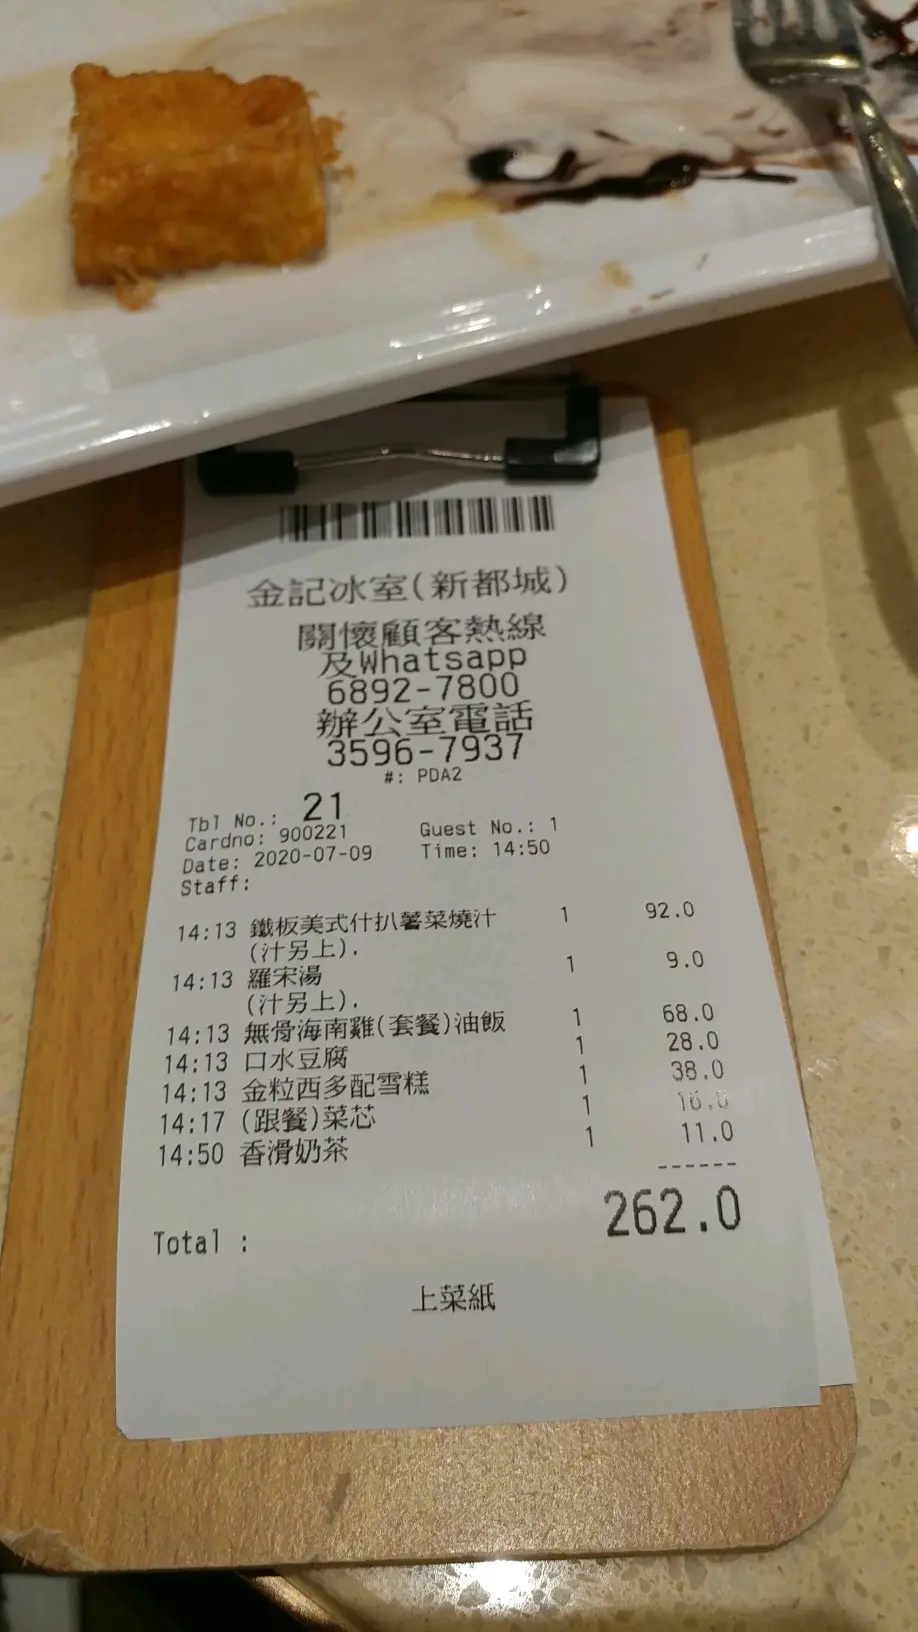 金記冰室(新都城)
關懷顧客熱線
及Whatsapp
6892-7800
辦公室電話
3596-7937
#: PDA2
Tbl No.: 21
Cardno: 900221 Guest No.: 1
Date: 2020-07-09 Time: 14:50
Staff:
14:13 鐵板美式什扒薯菜燒汁 1 92.0
(汁另上).
14:13 羅宋湯 1 9.0
(汁另上).
14:13 無骨海南雞(套餐)油飯 1 68.0
14:13 口水豆腐 1 28.0
14:13 金粒西多配雪糕 1 38.0
14:17 (跟餐)菜芯 1 16.0
14:50 香滑奶茶 1 11.0
------
Total : 262.0
上菜紙